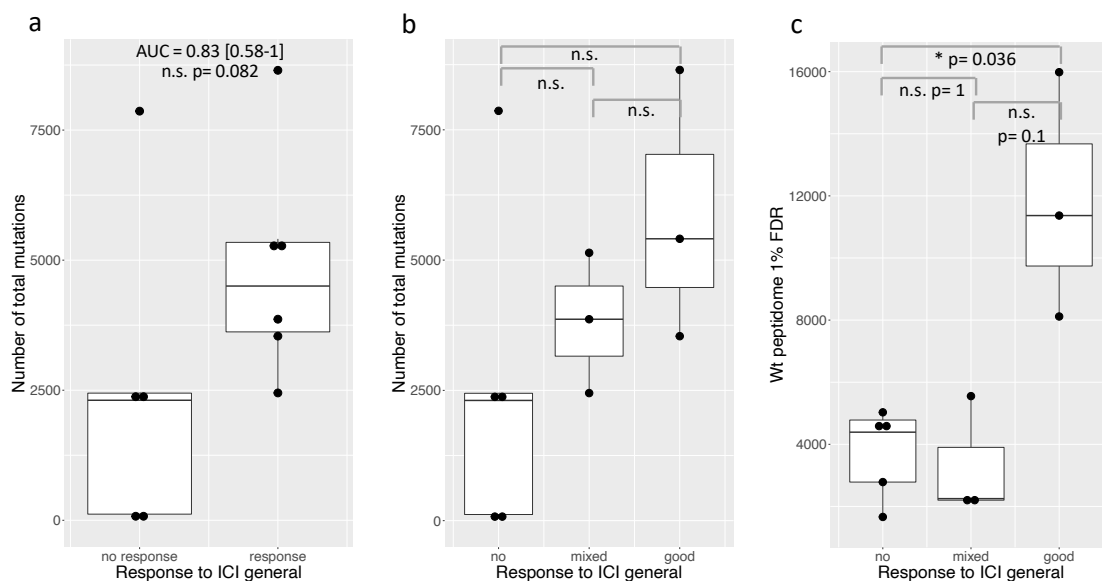 a
AUC = 0.83 [0.58-1]
n.s. p= 0.082
Number of total mutations
7500
5000
2500
0
no response
response
Response to ICI general
b
n.s.
n.s.
n.s.
Number of total mutations
7500
5000
2500
0
no
mixed
good
Response to ICI general
c
* p= 0.036
n.s. p= 1
n.s.
p= 0.1
Wt peptidome 1% FDR
16000
12000
8000
4000
no
mixed
good
Response to ICI general